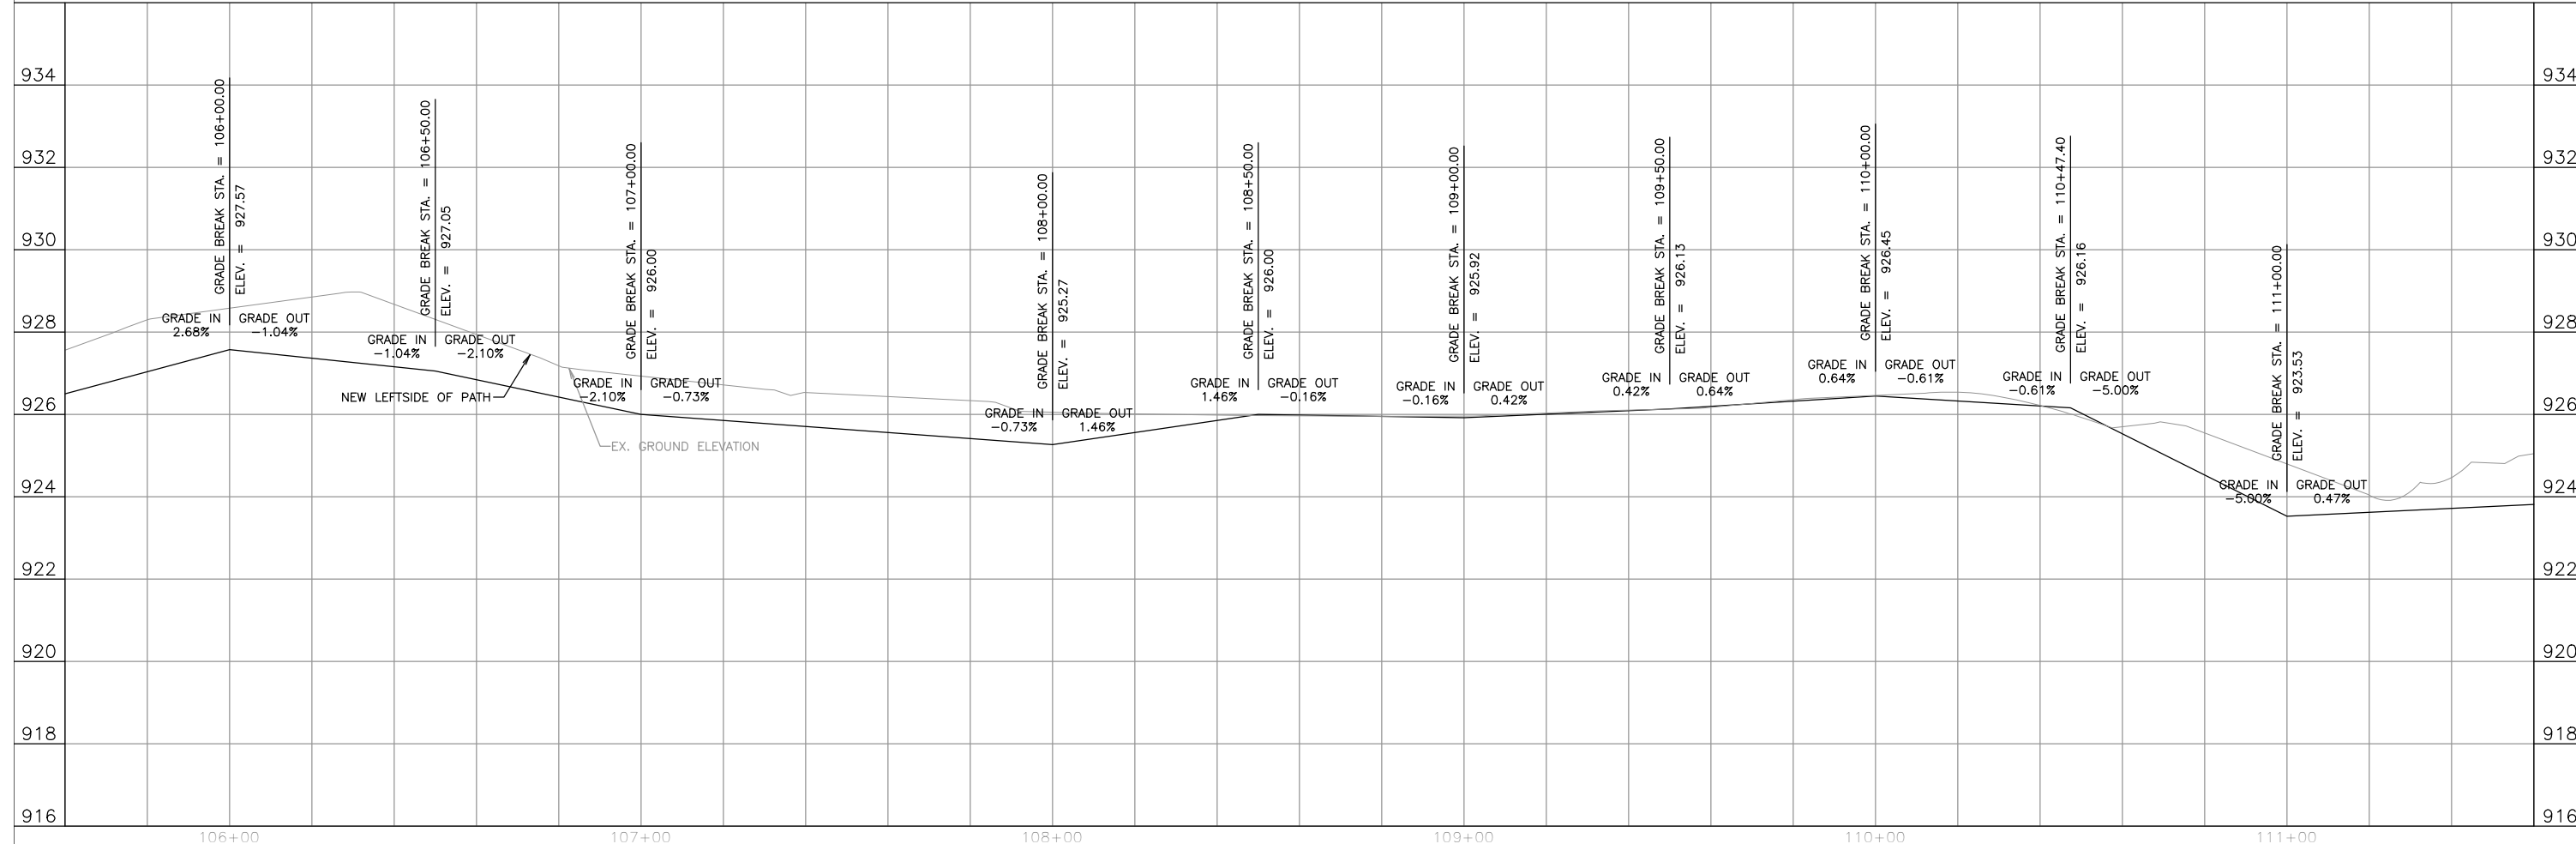 934
932
930
928
926
924
922
920
918
916
GRADE BREAK STA. = 106+00.00
ELEV. = 927.57
GRADE IN
2.68%
GRADE OUT
-1.04%
GRADE BREAK STA. = 106+50.00
ELEV. = 927.05
GRADE IN
-1.04%
GRADE OUT
-2.10%
NEW LEFTSIDE OF PATH
GRADE BREAK STA. = 107+00.00
ELEV. = 926.00
GRADE IN
-2.10%
GRADE OUT
-0.73%
EX. GROUND ELEVATION
GRADE BREAK STA. = 108+00.00
ELEV. = 925.27
GRADE IN
-0.73%
GRADE OUT
1.46%
GRADE BREAK STA. = 108+50.00
ELEV. = 926.00
GRADE IN
1.46%
GRADE OUT
-0.16%
GRADE BREAK STA. = 109+00.00
ELEV. = 925.92
GRADE IN
-0.16%
GRADE OUT
0.42%
GRADE BREAK STA. = 109+50.00
ELEV. = 926.13
GRADE IN
0.42%
GRADE OUT
0.64%
GRADE BREAK STA. = 110+00.00
ELEV. = 926.45
GRADE IN
0.64%
GRADE OUT
-0.61%
GRADE BREAK STA. = 110+47.40
ELEV. = 926.16
GRADE IN
-0.61%
GRADE OUT
-5.00%
GRADE BREAK STA. = 111+00.00
ELEV. = 923.53
GRADE IN
-5.00%
GRADE OUT
0.47%
934
932
930
928
926
924
922
920
918
916
106+00
107+00
108+00
109+00
110+00
111+00